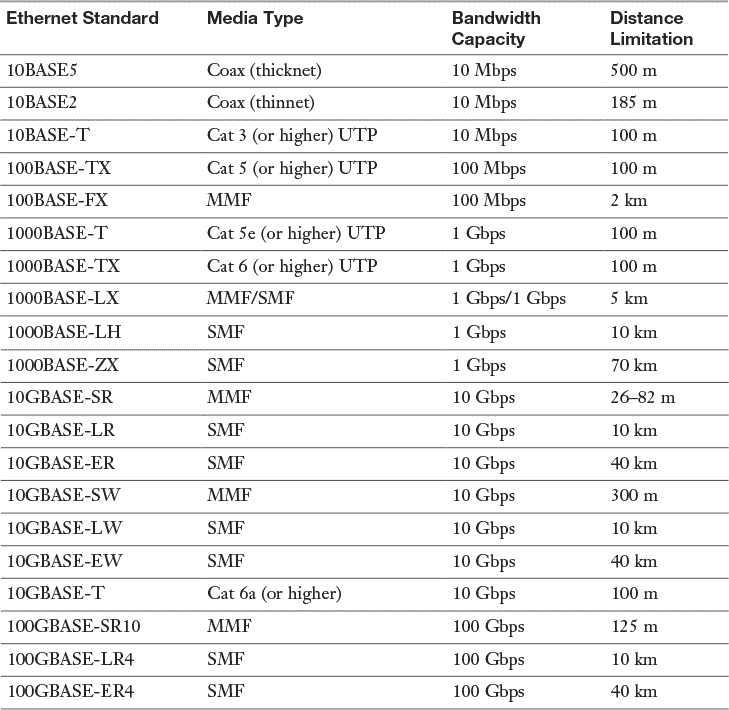 Ethernet Standard Media Type Bandwidth Capacity Distance Limitation
10BASE5 Coax (thicknet) 10 Mbps 500 m
10BASE2 Coax (thinnet) 10 Mbps 185 m
10BASE-T Cat 3 (or higher) UTP 10 Mbps 100 m
100BASE-TX Cat 5 (or higher) UTP 100 Mbps 100 m
100BASE-FX MMF 100 Mbps 2 km
1000BASE-T Cat 5e (or higher) UTP 1 Gbps 100 m
1000BASE-TX Cat 6 (or higher) UTP 1 Gbps 100 m
1000BASE-LX MMF/SMF 1 Gbps/1 Gbps 5 km
1000BASE-LH SMF 1 Gbps 10 km
1000BASE-ZX SMF 1 Gbps 70 km
10GBASE-SR MMF 10 Gbps 26–82 m
10GBASE-LR SMF 10 Gbps 10 km
10GBASE-ER SMF 10 Gbps 40 km
10GBASE-SW MMF 10 Gbps 300 m
10GBASE-LW SMF 10 Gbps 10 km
10GBASE-EW SMF 10 Gbps 40 km
10GBASE-T Cat 6a (or higher) 10 Gbps 100 m
100GBASE-SR10 MMF 100 Gbps 125 m
100GBASE-LR4 SMF 100 Gbps 10 km
100GBASE-ER4 SMF 100 Gbps 40 km